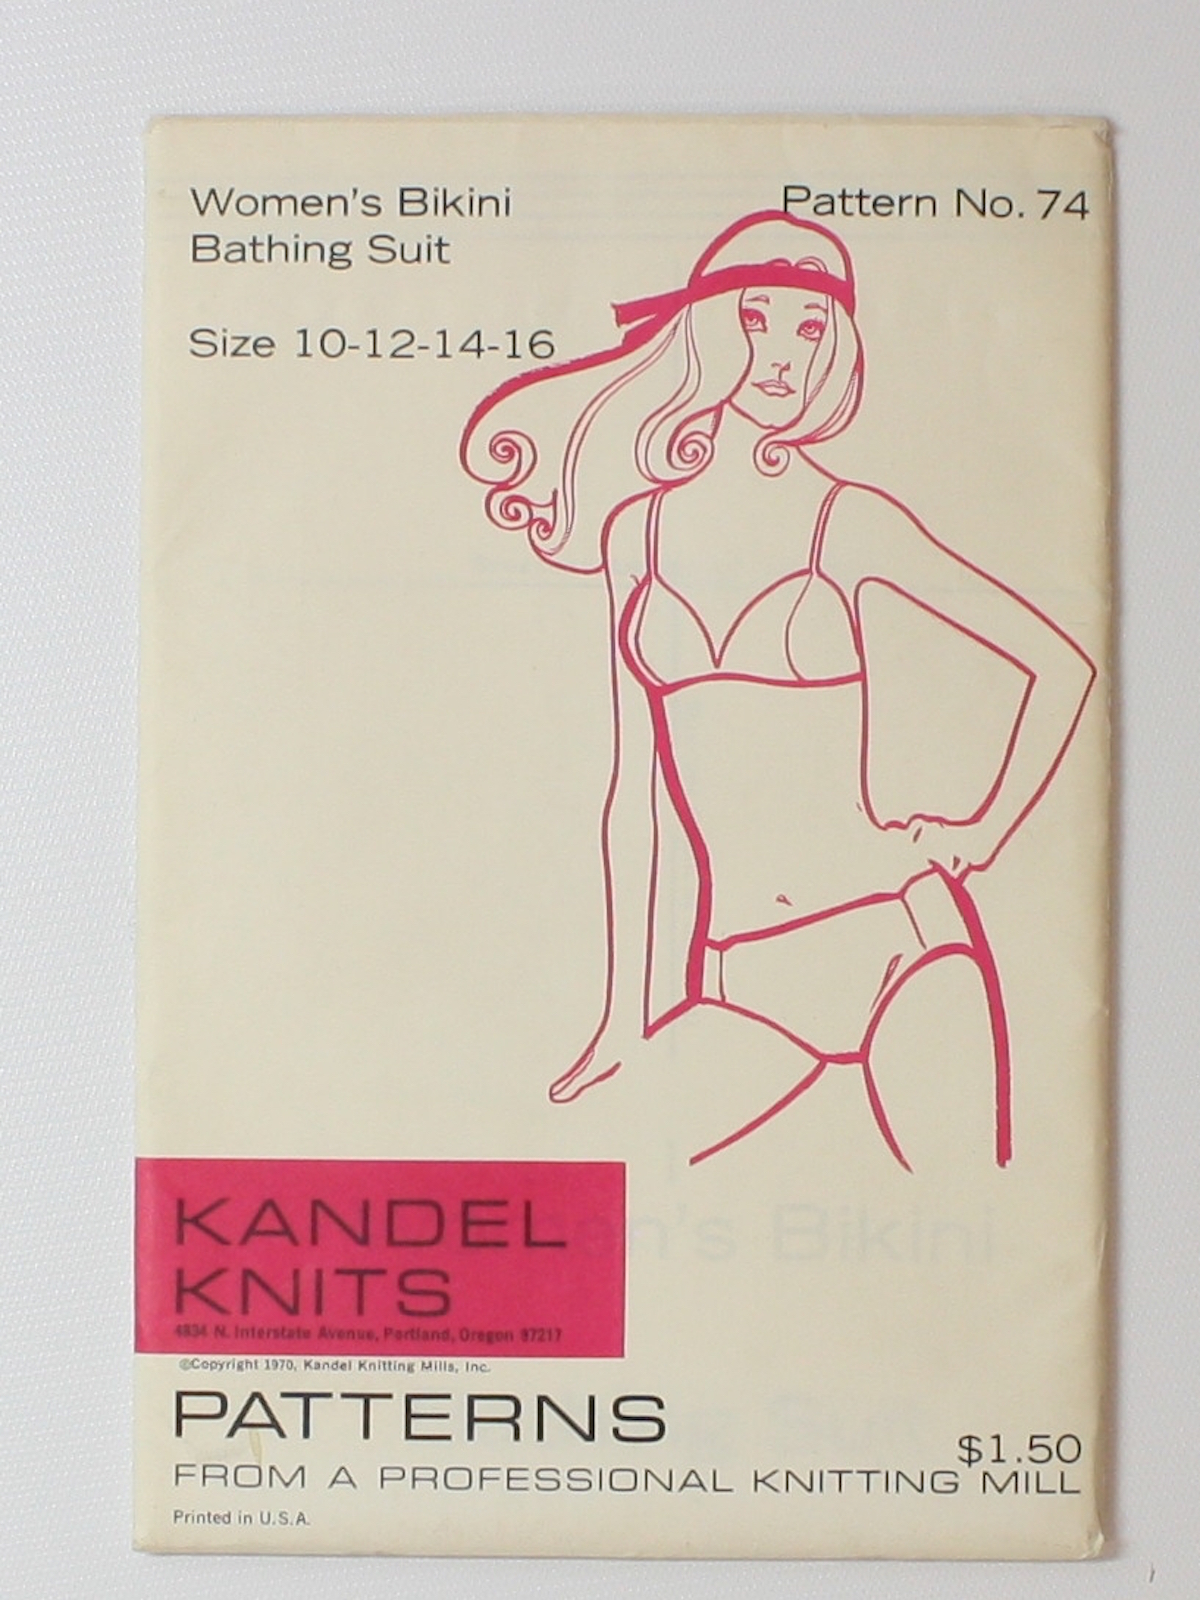 Women's Bikini
Bathing Suit
Pattern No. 74
Size 10-12-14-16
KANDEL
KNITS
4834 N. Interstate Avenue, Portland, Oregon 97217
©Copyright 1970, Kandel Knitting Mills, Inc.
PATTERNS
$1.50
FROM A PROFESSIONAL KNITTING MILL
Printed in U.S.A.